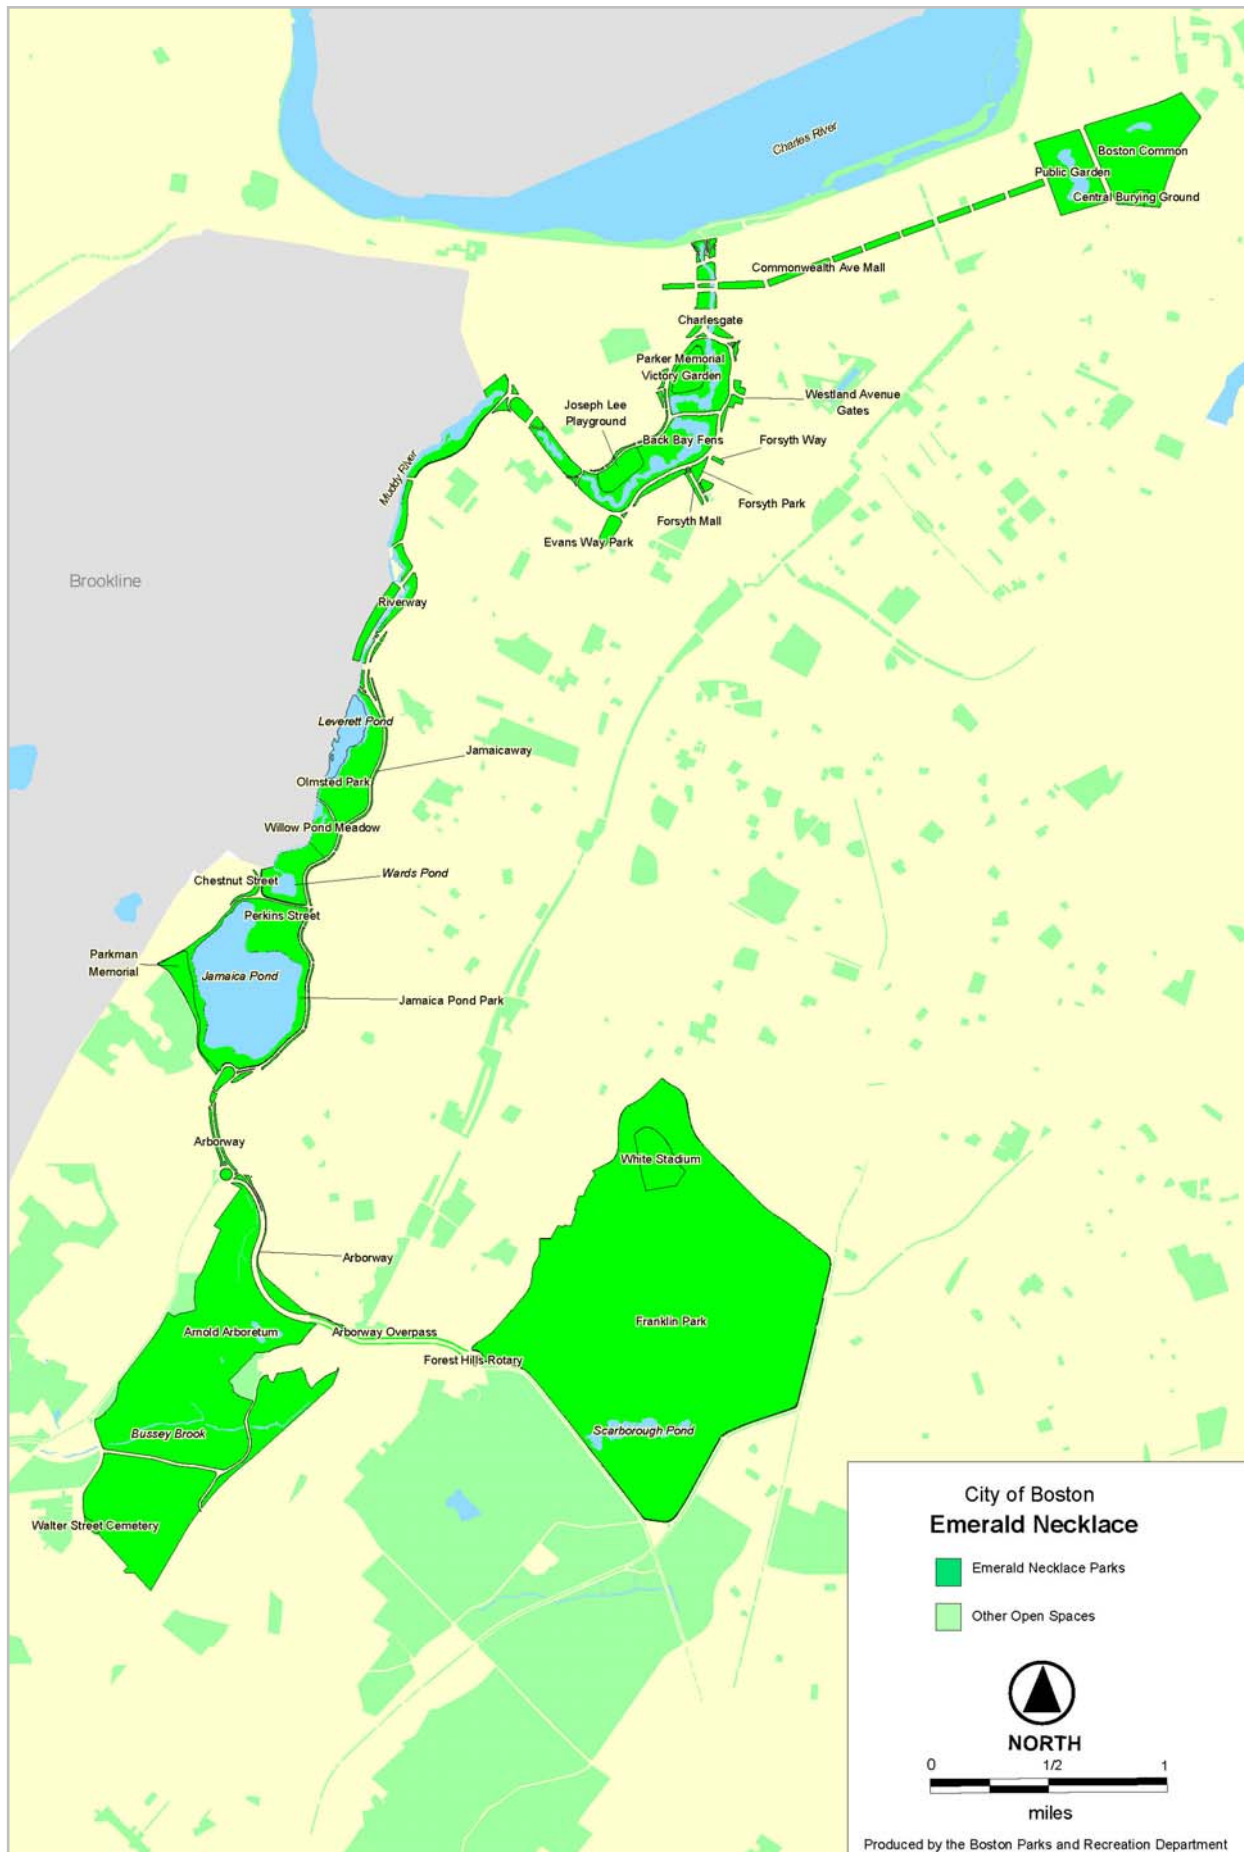 Charles River
Boston Common
Public Garden
Central Burying Ground
Commonwealth Ave Mall
Charlesgate
Parker Memorial
Victory Garden
Westland Avenue
Gates
Joseph Lee
Playground
Back Bay Fens
Forsyth Way
Muddy River
Forsyth Park
Forsyth Mall
Evans Way Park
Brookline
Riverway
Leverett Pond
Jamaicaway
Olmsted Park
Willow Pond Meadow
Wards Pond
Chestnut Street
Perkins Street
Parkman
Memorial
Jamaica Pond
Jamaica Pond Park
Arborway
White Stadium
Arborway
Franklin Park
Arnold Arboretum
Arborway Overpass
Forest Hills-Rotary
Scarborough Pond
Bussey Brook
Walter Street Cemetery
City of Boston
Emerald Necklace
Emerald Necklace Parks
Other Open Spaces
NORTH
0 1/2 1
miles
Produced by the Boston Parks and Recreation Department